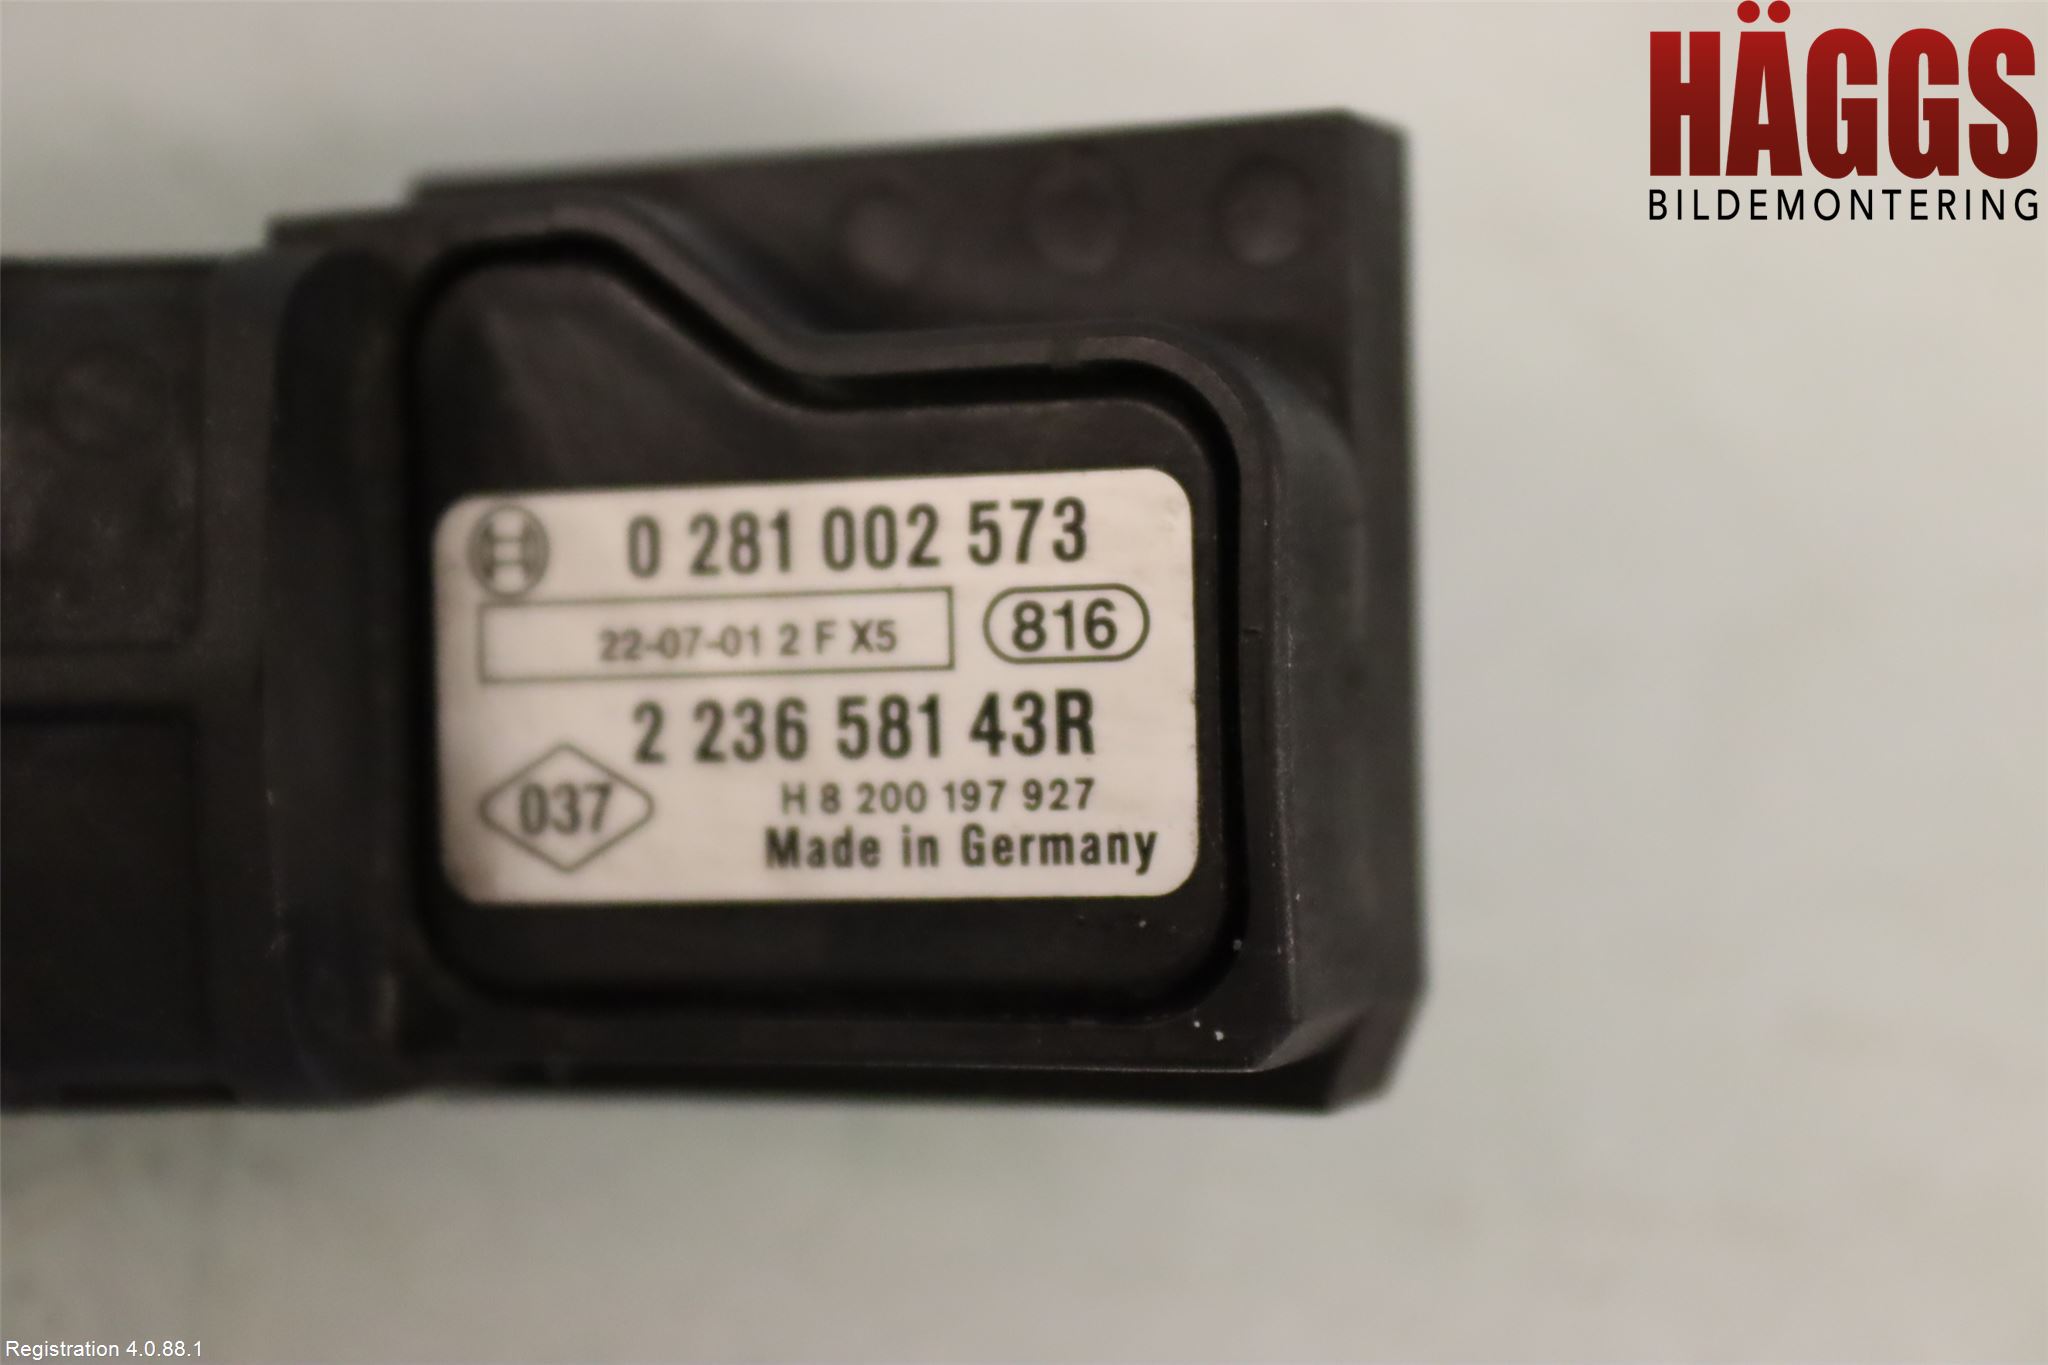 HÄGGS
BILDEMONTERING
0 281 002 573
22-07-01 2 F X5
816
2 236 581 43R
037
H 8 200 197 927
Made in Germany
Registration 4.0.88.1